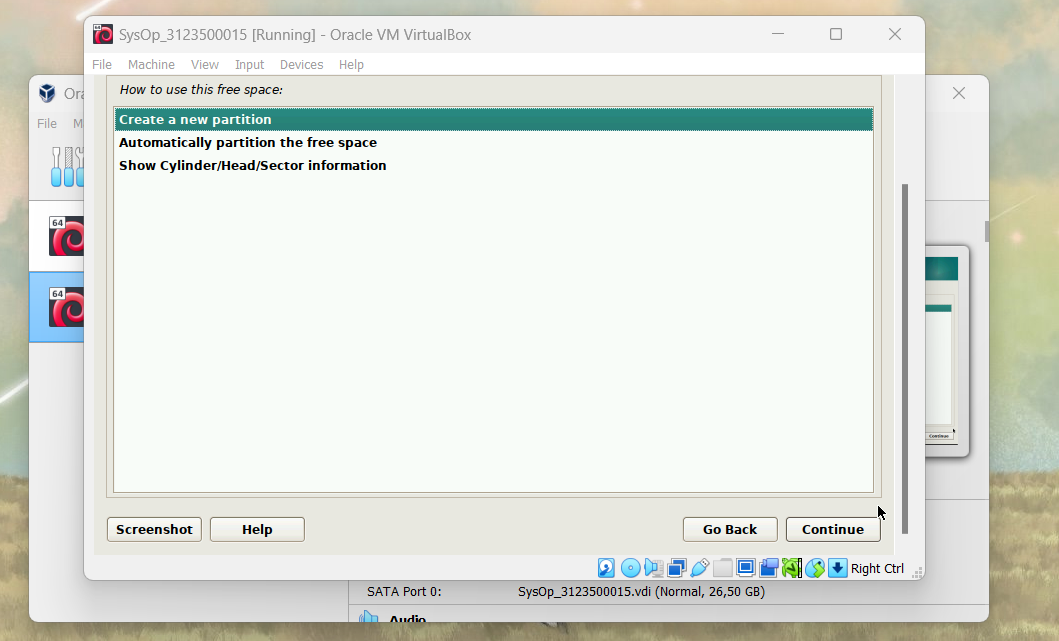 SysOp_3123500015 [Running] - Oracle VM VirtualBox
File Machine View Input Devices Help
How to use this free space:
Create a new partition
Automatically partition the free space
Show Cylinder/Head/Sector information
Screenshot Help Go Back Continue
Right Ctrl
File
64
64
Continue
SATA Port 0: SysOp_3123500015.vdi (Normal, 26,50 GB)
Audio